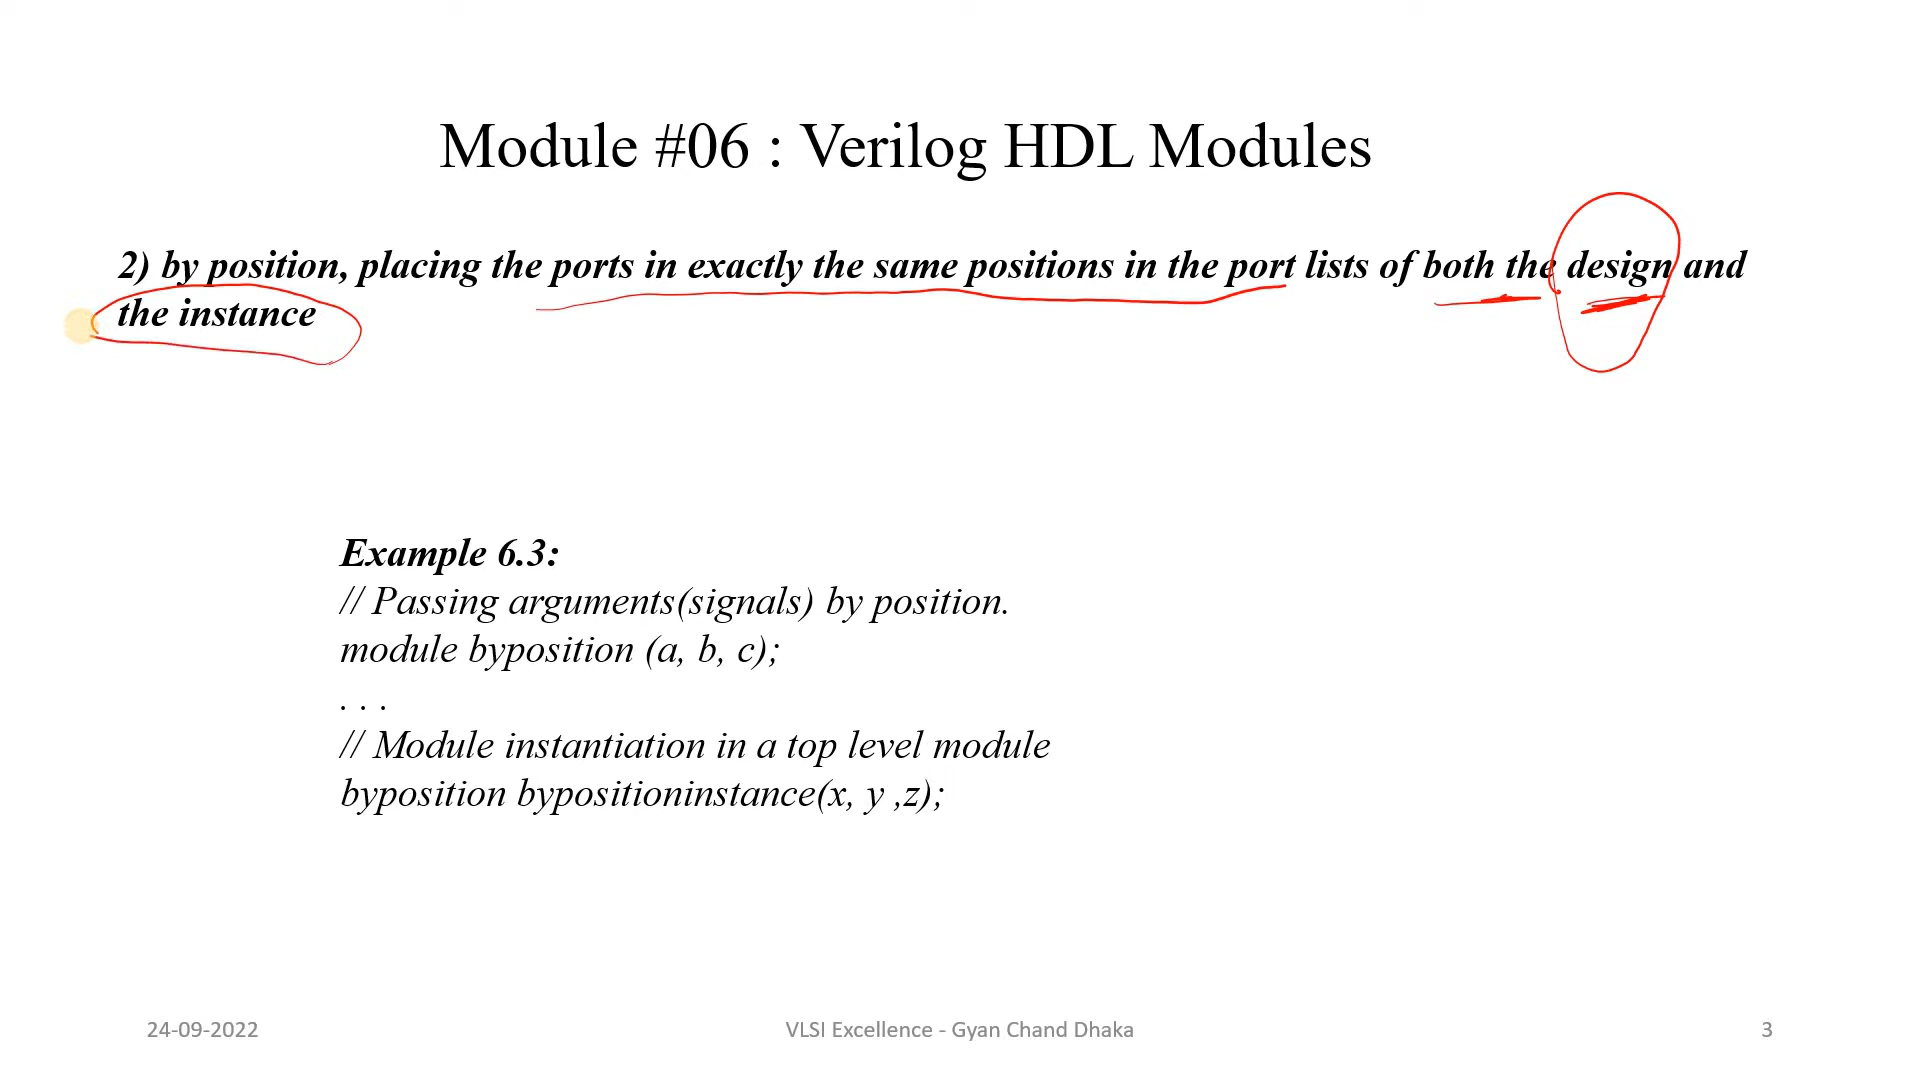 Module #06 : Verilog HDL Modules
2) by position, placing the ports in exactly the same positions in the port lists of both the design and
the instance
Example 6.3:
// Passing arguments(signals) by position.
module byposition (a, b, c);
. . .
// Module instantiation in a top level module
byposition bypositioninstance(x, y ,z);
24-09-2022
VLSI Excellence - Gyan Chand Dhaka
3